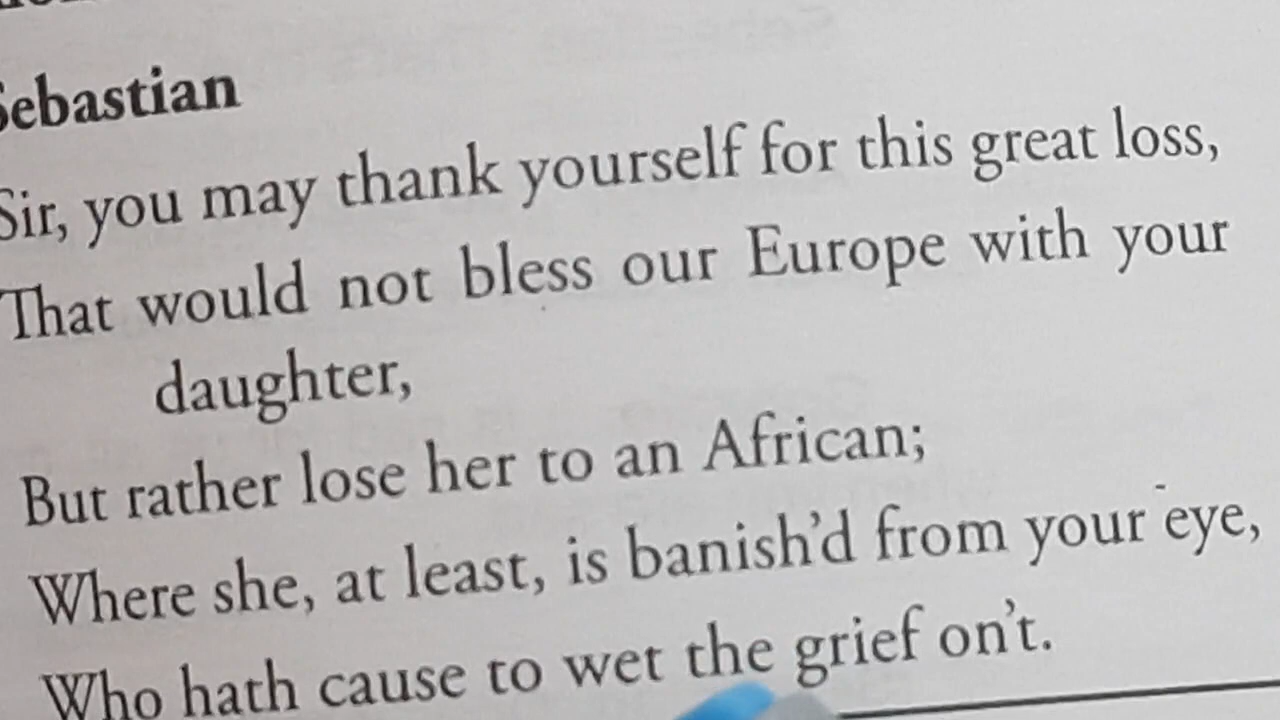 Sebastian
Sir, you may thank yourself for this great loss,
That would not bless our Europe with your
daughter,
But rather lose her to an African;
Where she, at least, is banish'd from your eye,
Who hath cause to wet the grief on't.